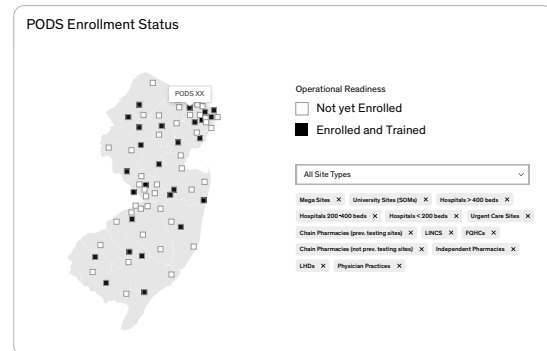 PODS Enrollment Status
PODS XX
Operational Readiness
Not yet Enrolled
Enrolled and Trained
All Site Types
Mega Sites X University Sites (SOMs) X Hospitals > 400 beds X
Hospitals 200-400 beds X Hospitals < 200 beds X Urgent Care Sites X
Chain Pharmacies (prev. testing sites) X LINCS X FQHCs X
Chain Pharmacies (not prev. testing sites) X Independent Pharmacies X
LHDs X Physician Practices X